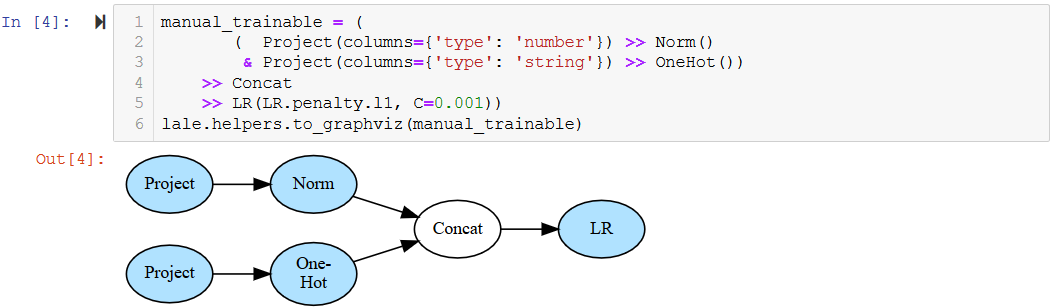 In [4]:
1 manual_trainable = (
2 ( Project(columns={'type': 'number'}) >> Norm()
3 & Project(columns={'type': 'string'}) >> OneHot())
4 >> Concat
5 >> LR(LR.penalty.l1, C=0.001))
6 lale.helpers.to_graphviz(manual_trainable)
Out[4]:
Project
Norm
Concat
LR
Project
One-
Hot